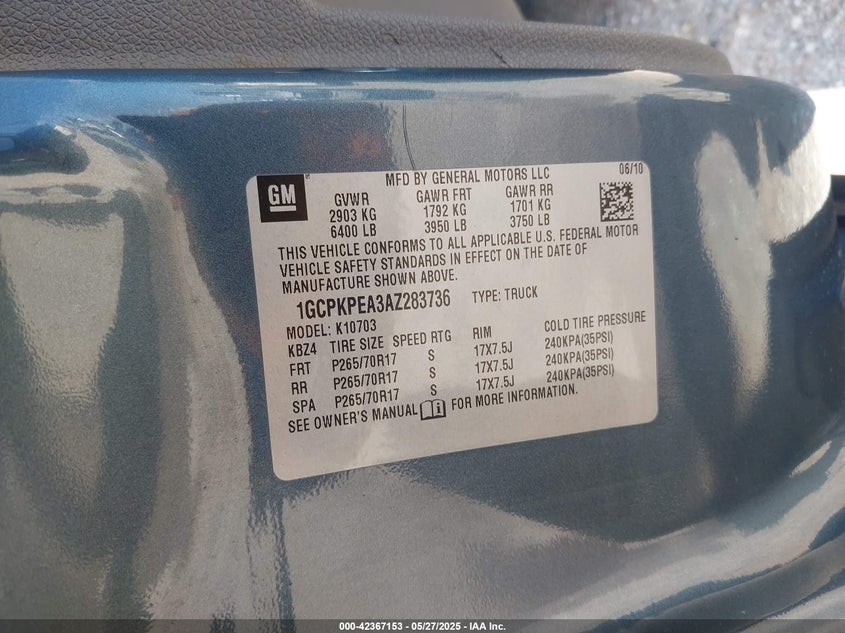 GM
MFD BY GENERAL MOTORS LLC
06/10
GVWR GAWR FRT GAWR RR
2903 KG 1792 KG 1701 KG
6400 LB 3950 LB 3750 LB
THIS VEHICLE CONFORMS TO ALL APPLICABLE U.S. FEDERAL MOTOR
VEHICLE SAFETY STANDARDS IN EFFECT ON THE DATE OF
MANUFACTURE SHOWN ABOVE.
1GCPKPEA3AZ283736 TYPE: TRUCK
MODEL: K10703
KBZ4 TIRE SIZE SPEED RTG RIM COLD TIRE PRESSURE
FRT P265/70R17 S 17X7.5J 240KPA(35PSI)
RR P265/70R17 S 17X7.5J 240KPA(35PSI)
SPA P265/70R17 S 17X7.5J 240KPA(35PSI)
SEE OWNER'S MANUAL FOR MORE INFORMATION.
000-42367153 — 05/27/2025 — IAA Inc.